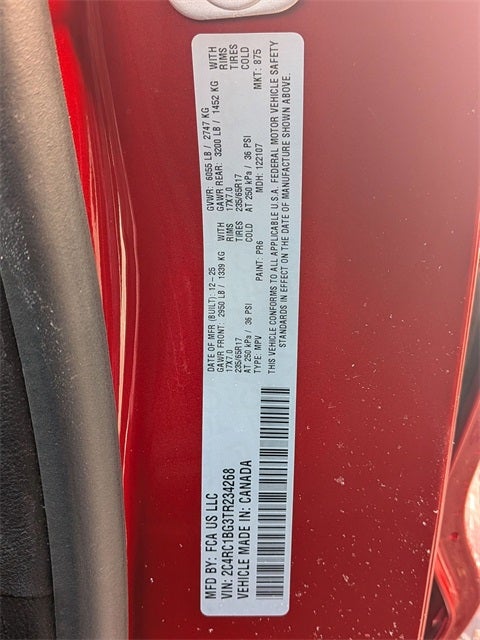 MFD BY: FCA US LLC
VIN: 2C4RC1BG3TR234268
VEHICLE MADE IN: CANADA
DATE OF MFR (BUILT): 12-25 GVWR: 6055 LB / 2747 KG
GAWR FRONT: 2950 LB / 1339 KG WITH GAWR REAR: 3200 LB / 1452 KG WITH
17X7.0 RIMS 17X7.0 RIMS
235/65R17 TIRES 235/65R17 TIRES
AT 250 kPa / 36 PSI COLD AT 250 kPa / 36 PSI COLD
TYPE: MPV PAINT: PR6 MDH: 122107 MKT: 875
THIS VEHICLE CONFORMS TO ALL APPLICABLE U.S.A. FEDERAL MOTOR VEHICLE SAFETY
STANDARDS IN EFFECT ON THE DATE OF MANUFACTURE SHOWN ABOVE.